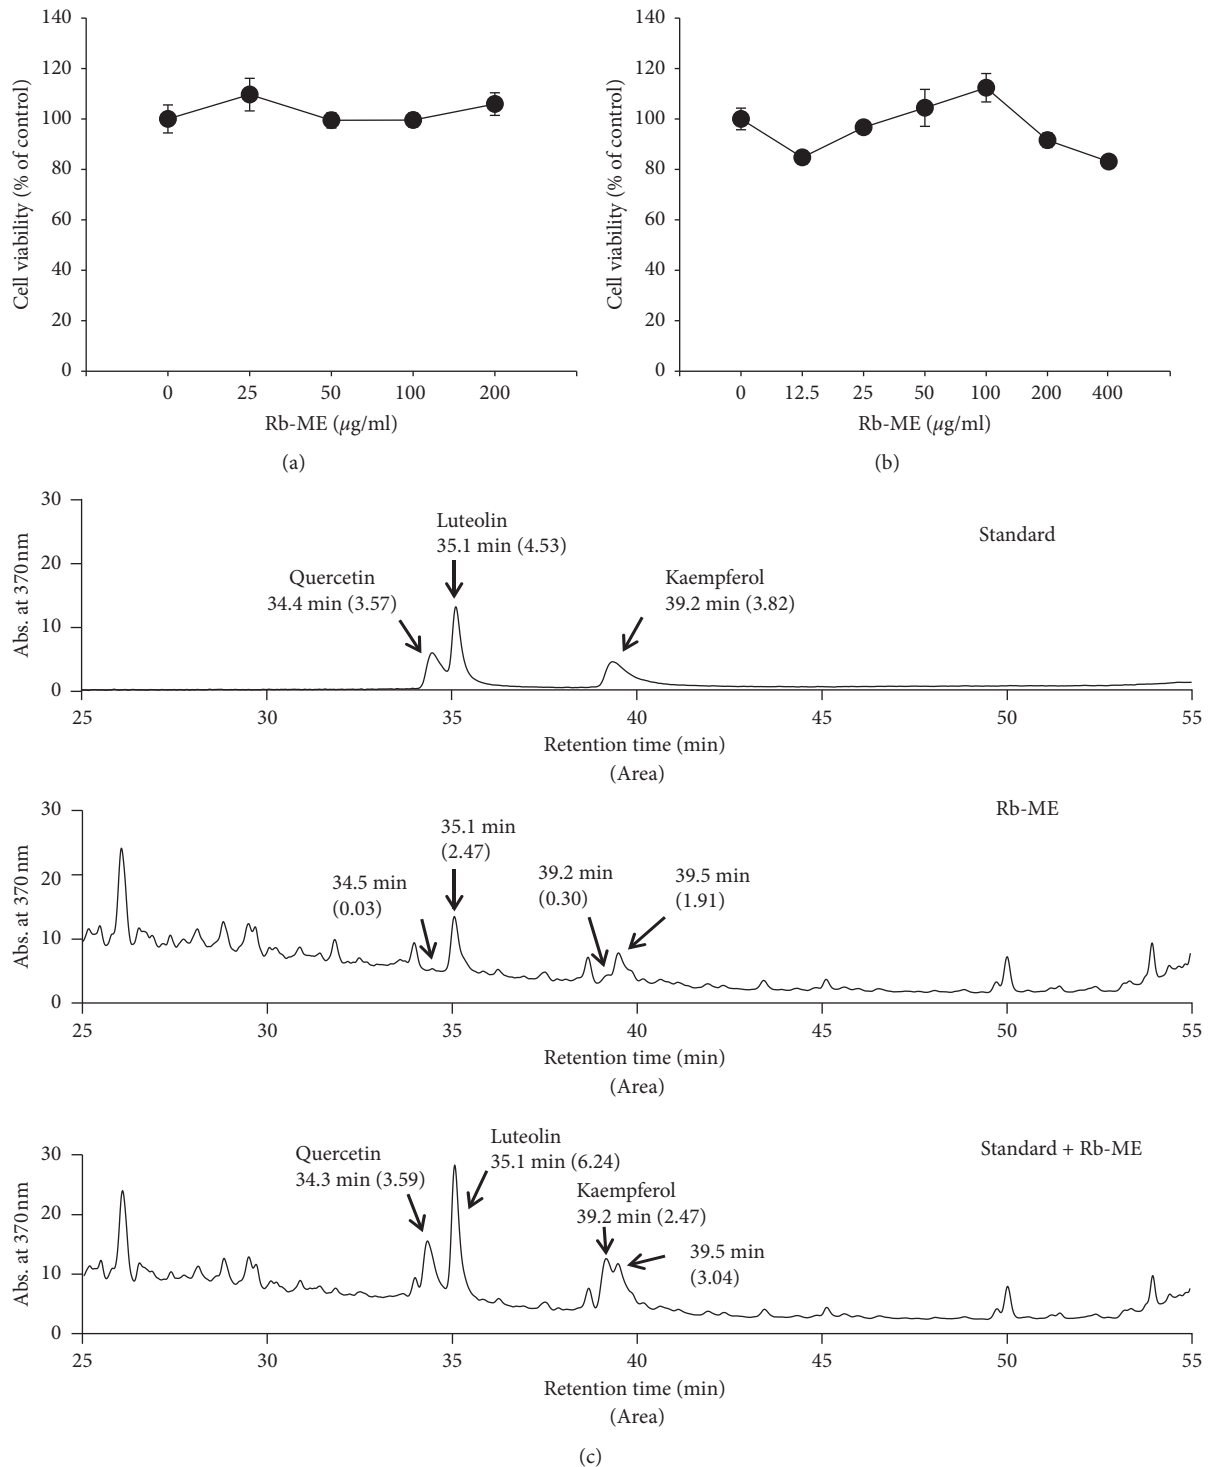 140
120
100
80
60
40
20
0
Cell viability (% of control)
0 25 50 100 200
Rb-ME (µg/ml)
(a)
140
120
100
80
60
40
20
0
Cell viability (% of control)
0 12.5 25 50 100 200 400
Rb-ME (µg/ml)
(b)
30
20
10
0
Abs. at 370 nm
Standard
Luteolin
35.1 min (4.53)
Quercetin
34.4 min (3.57)
Kaempferol
39.2 min (3.82)
25 30 35 40 45 50 55
Retention time (min)
(Area)
30
20
10
0
Abs. at 370 nm
Rb-ME
35.1 min
(2.47)
34.5 min
(0.03)
39.2 min
(0.30)
39.5 min
(1.91)
25 30 35 40 45 50 55
Retention time (min)
(Area)
30
20
10
0
Abs. at 370 nm
Standard + Rb-ME
Quercetin
34.3 min (3.59)
Luteolin
35.1 min (6.24)
Kaempferol
39.2 min (2.47)
39.5 min
(3.04)
25 30 35 40 45 50 55
Retention time (min)
(Area)
(c)